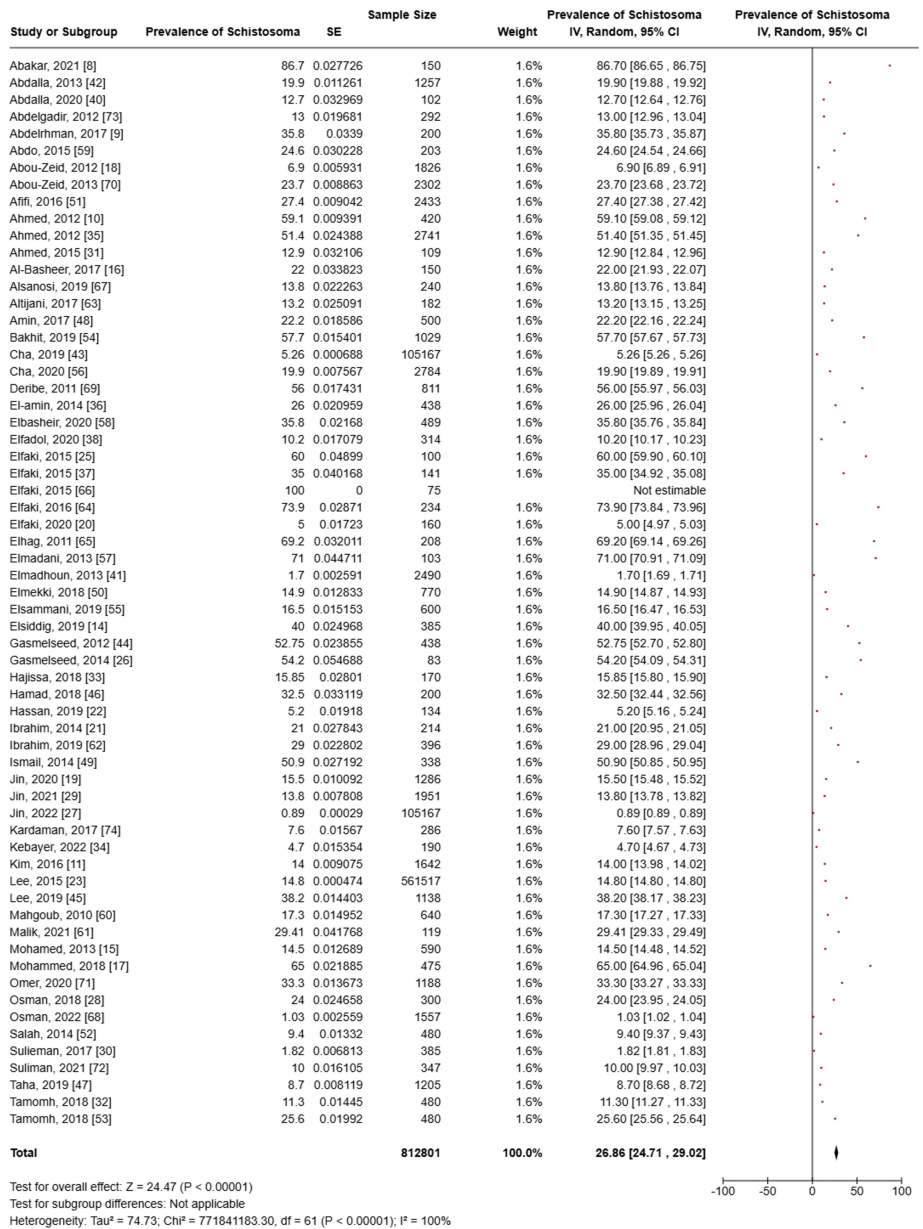 Sample Size Prevalence of Schistosoma Prevalence of Schistosoma
Study or Subgroup Prevalence of Schistosoma SE Weight IV, Random, 95% CI IV, Random, 95% CI
Abakar, 2021 [8] 86.7 0.027726 150 1.6% 86.70 [86.65 , 86.75]
Abdalla, 2013 [42] 19.9 0.011261 1257 1.6% 19.90 [19.88 , 19.92]
Abdalla, 2020 [40] 12.7 0.032969 102 1.6% 12.70 [12.64 , 12.76]
Abdelgadir, 2012 [73] 13 0.019681 292 1.6% 13.00 [12.96 , 13.04]
Abdelrhman, 2017 [9] 35.8 0.0339 200 1.6% 35.80 [35.73 , 35.87]
Abdo, 2015 [59] 24.6 0.030228 203 1.6% 24.60 [24.54 , 24.66]
Abou-Zeid, 2012 [18] 6.9 0.005931 1826 1.6% 6.90 [6.89 , 6.91]
Abou-Zeid, 2013 [70] 23.7 0.008863 2302 1.6% 23.70 [23.68 , 23.72]
Afifi, 2016 [51] 27.4 0.009042 2433 1.6% 27.40 [27.38 , 27.42]
Ahmed, 2012 [10] 59.1 0.009391 420 1.6% 59.10 [59.08 , 59.12]
Ahmed, 2012 [35] 51.4 0.024388 2741 1.6% 51.40 [51.35 , 51.45]
Ahmed, 2015 [31] 12.9 0.032106 109 1.6% 12.90 [12.84 , 12.96]
Al-Basheer, 2017 [16] 22 0.033823 150 1.6% 22.00 [21.93 , 22.07]
Alsanosi, 2019 [67] 13.8 0.022263 240 1.6% 13.80 [13.76 , 13.84]
Altijani, 2017 [63] 13.2 0.025091 182 1.6% 13.20 [13.15 , 13.25]
Amin, 2017 [48] 22.2 0.018586 500 1.6% 22.20 [22.16 , 22.24]
Bakhit, 2019 [54] 57.7 0.015401 1029 1.6% 57.70 [57.67 , 57.73]
Cha, 2019 [43] 5.26 0.000688 105167 1.6% 5.26 [5.26 , 5.26]
Cha, 2020 [56] 19.9 0.007567 2784 1.6% 19.90 [19.89 , 19.91]
Deribe, 2011 [69] 56 0.017431 811 1.6% 56.00 [55.97 , 56.03]
El-amin, 2014 [36] 26 0.020959 438 1.6% 26.00 [25.96 , 26.04]
Elbasheir, 2020 [58] 35.8 0.02168 489 1.6% 35.80 [35.76 , 35.84]
Elfadol, 2020 [38] 10.2 0.017079 314 1.6% 10.20 [10.17 , 10.23]
Elfaki, 2015 [25] 60 0.04899 100 1.6% 60.00 [59.90 , 60.10]
Elfaki, 2015 [37] 35 0.040168 141 1.6% 35.00 [34.92 , 35.08]
Elfaki, 2015 [66] 100 0 75 Not estimable
Elfaki, 2016 [64] 73.9 0.02871 234 1.6% 73.90 [73.84 , 73.96]
Elfaki, 2020 [20] 5 0.01723 160 1.6% 5.00 [4.97 , 5.03]
Elhag, 2011 [65] 69.2 0.032011 208 1.6% 69.20 [69.14 , 69.26]
Elmadani, 2013 [57] 71 0.044711 103 1.6% 71.00 [70.91 , 71.09]
Elmadhoun, 2013 [41] 1.7 0.002591 2490 1.6% 1.70 [1.69 , 1.71]
Elmekki, 2018 [50] 14.9 0.012833 770 1.6% 14.90 [14.87 , 14.93]
Elsammani, 2019 [55] 16.5 0.015153 600 1.6% 16.50 [16.47 , 16.53]
Elsiddig, 2019 [14] 40 0.024968 385 1.6% 40.00 [39.95 , 40.05]
Gasmelseed, 2012 [44] 52.75 0.023855 438 1.6% 52.75 [52.70 , 52.80]
Gasmelseed, 2014 [26] 54.2 0.054688 83 1.6% 54.20 [54.09 , 54.31]
Hajissa, 2018 [33] 15.85 0.02801 170 1.6% 15.85 [15.80 , 15.90]
Hamad, 2018 [46] 32.5 0.033119 200 1.6% 32.50 [32.44 , 32.56]
Hassan, 2019 [22] 5.2 0.01918 134 1.6% 5.20 [5.16 , 5.24]
Ibrahim, 2014 [21] 21 0.027843 214 1.6% 21.00 [20.95 , 21.05]
Ibrahim, 2019 [62] 29 0.022802 396 1.6% 29.00 [28.96 , 29.04]
Ismail, 2014 [49] 50.9 0.027192 338 1.6% 50.90 [50.85 , 50.95]
Jin, 2020 [19] 15.5 0.010092 1286 1.6% 15.50 [15.48 , 15.52]
Jin, 2021 [29] 13.8 0.007808 1951 1.6% 13.80 [13.78 , 13.82]
Jin, 2022 [27] 0.89 0.00029 105167 1.6% 0.89 [0.89 , 0.89]
Kardaman, 2017 [74] 7.6 0.01567 286 1.6% 7.60 [7.57 , 7.63]
Kebayer, 2022 [34] 4.7 0.015354 190 1.6% 4.70 [4.67 , 4.73]
Kim, 2016 [11] 14 0.009075 1642 1.6% 14.00 [13.98 , 14.02]
Lee, 2015 [23] 14.8 0.000474 561517 1.6% 14.80 [14.80 , 14.80]
Lee, 2019 [45] 38.2 0.014403 1138 1.6% 38.20 [38.17 , 38.23]
Mahgoub, 2010 [60] 17.3 0.014952 640 1.6% 17.30 [17.27 , 17.33]
Malik, 2021 [61] 29.41 0.041768 119 1.6% 29.41 [29.33 , 29.49]
Mohamed, 2013 [15] 14.5 0.012689 590 1.6% 14.50 [14.48 , 14.52]
Mohammed, 2018 [17] 65 0.021885 475 1.6% 65.00 [64.96 , 65.04]
Omer, 2020 [71] 33.3 0.013673 1188 1.6% 33.30 [33.27 , 33.33]
Osman, 2018 [28] 24 0.024658 300 1.6% 24.00 [23.95 , 24.05]
Osman, 2022 [68] 1.03 0.002559 1557 1.6% 1.03 [1.02 , 1.04]
Salah, 2014 [52] 9.4 0.01332 480 1.6% 9.40 [9.37 , 9.43]
Sulieman, 2017 [30] 1.82 0.006813 385 1.6% 1.82 [1.81 , 1.83]
Suliman, 2021 [72] 10 0.016105 347 1.6% 10.00 [9.97 , 10.03]
Taha, 2019 [47] 8.7 0.008119 1205 1.6% 8.70 [8.68 , 8.72]
Tamomh, 2018 [32] 11.3 0.01445 480 1.6% 11.30 [11.27 , 11.33]
Tamomh, 2018 [53] 25.6 0.01992 480 1.6% 25.60 [25.56 , 25.64]
Total 812801 100.0% 26.86 [24.71 , 29.02]
Test for overall effect: Z = 24.47 (P < 0.00001)
Test for subgroup differences: Not applicable
Heterogeneity: Tau² = 74.73; Chi² = 771841183.30, df = 61 (P < 0.00001); I² = 100%
-100 -50 0 50 100